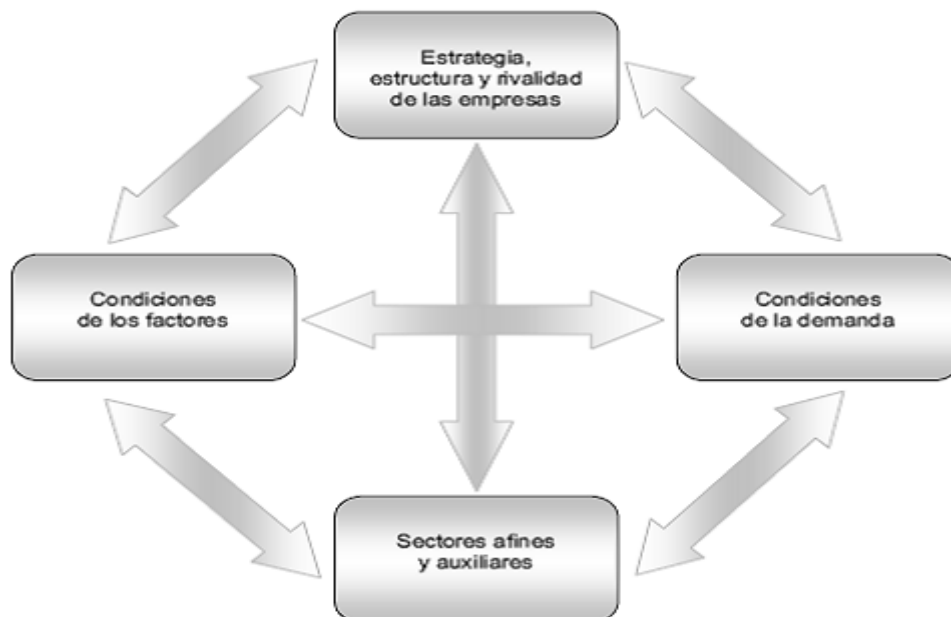 Estrategia,
estructura y rivalidad
de las empresas
Condiciones
de los factores
Condiciones
de la demanda
Sectores afines
y auxiliares